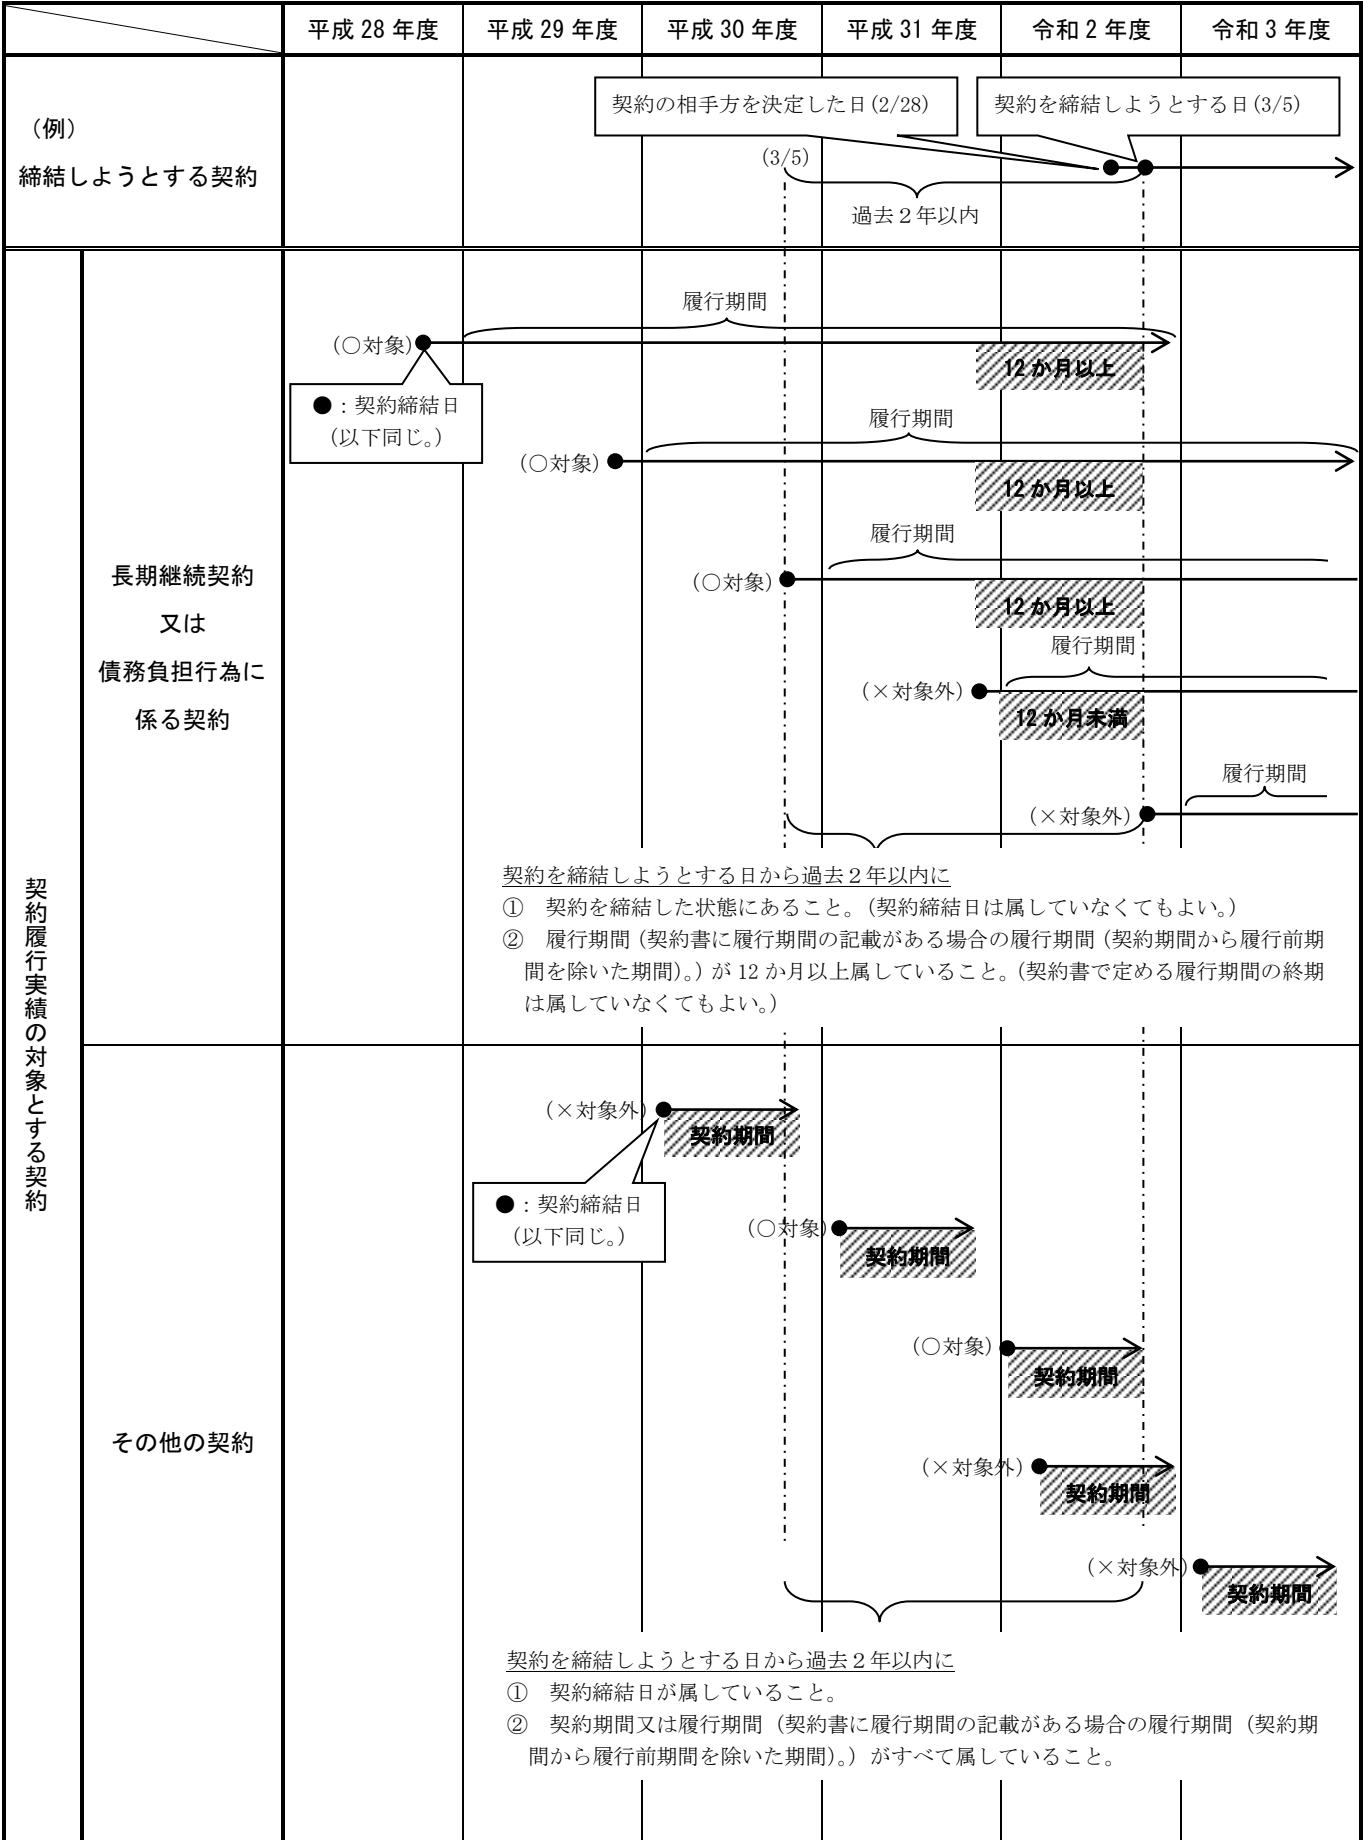 平成 28 年度 平成 29 年度 平成 30 年度 平成 31 年度 令和 2 年度 令和 3 年度
(例)
締結しようとする契約
契約の相手方を決定した日(2/28)
契約を締結しようとする日(3/5)
(3/5)
過去2年以内
契約履行実績の対象とする契約
長期継続契約
又は
債務負担行為に
係る契約
履行期間
(○対象)
12 か月以上
●:契約締結日
(以下同じ。)
履行期間
(○対象)
12 か月以上
履行期間
(○対象)
12 か月以上
履行期間
(×対象外)
12 か月未満
履行期間
(×対象外)
契約を締結しようとする日から過去2年以内に
① 契約を締結した状態にあること。(契約締結日は属していなくてもよい。)
② 履行期間(契約書に履行期間の記載がある場合の履行期間(契約期間から履行前期
間を除いた期間)。)が 12 か月以上属していること。(契約書で定める履行期間の終期
は属していなくてもよい。)
その他の契約
(×対象外)
契約期間
●:契約締結日
(以下同じ。)
(○対象)
契約期間
(○対象)
契約期間
(×対象外)
契約期間
(×対象外)
契約期間
契約を締結しようとする日から過去2年以内に
① 契約締結日が属していること。
② 契約期間又は履行期間(契約書に履行期間の記載がある場合の履行期間(契約期
間から履行前期間を除いた期間)。)がすべて属していること。